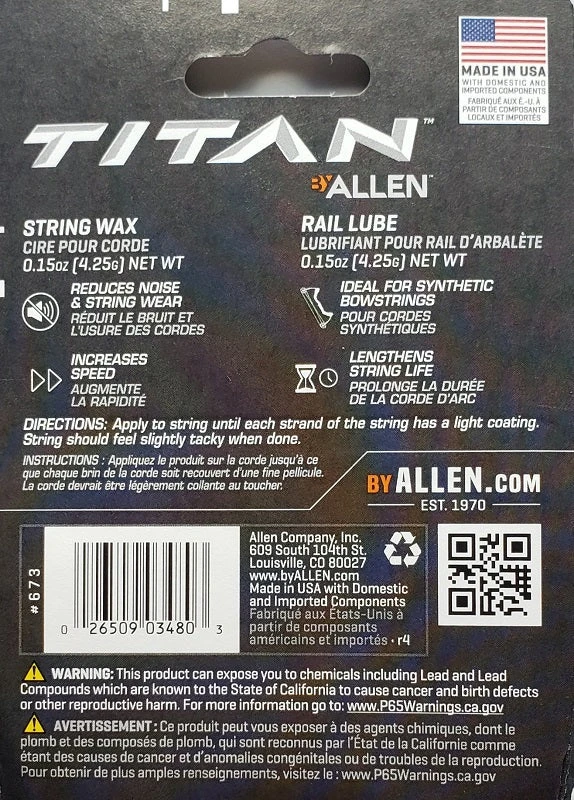 MADE IN USA
WITH DOMESTIC AND
IMPORTED COMPONENTS
FABRIQUÉ AUX É.-U. À
PARTIR DE COMPOSANTS
LOCAUX ET IMPORTÉS
TITAN™
BY ALLEN™
STRING WAX
CIRE POUR CORDE
0.15oz (4.25g) NET WT
RAIL LUBE
LUBRIFIANT POUR RAIL D'ARBALÈTE
0.15oz (4.25g) NET WT
REDUCES NOISE
& STRING WEAR
RÉDUIT LE BRUIT ET
L'USURE DES CORDES
IDEAL FOR SYNTHETIC
BOWSTRINGS
POUR CORDES
SYNTHÉTIQUES
INCREASES
SPEED
AUGMENTE
LA RAPIDITÉ
LENGTHENS
STRING LIFE
PROLONGE LA DURÉE
DE LA CORDE D'ARC
DIRECTIONS: Apply to string until each strand of the string has a light coating.
String should feel slightly tacky when done.
INSTRUCTIONS : Appliquez le produit sur la corde jusqu'à ce
que chaque brin de la corde soit recouvert d'une fine pellicule.
La corde devrait être légèrement collante au toucher.
BY ALLEN.COM
EST. 1970
#673
0 26509 03480 3
Allen Company, Inc.
609 South 104th St.
Louisville, CO 80027
www.byALLEN.com
Made in USA with Domestic
and Imported Components
Fabriqué aux États-Unis à
partir de composants
américains et importés • r4
WARNING: This product can expose you to chemicals including Lead and Lead
Compounds which are known to the State of California to cause cancer and birth defects
or other reproductive harm. For more information go to: www.P65Warnings.ca.gov
AVERTISSEMENT : Ce produit peut vous exposer à des agents chimiques, dont le
plomb et des composés de plomb, qui sont reconnus par l'État de la Californie comme
étant des causes de cancer et d'anomalies congénitales ou de troubles de la reproduction.
Pour obtenir de plus amples renseignements, visitez le : www.P65Warnings.ca.gov